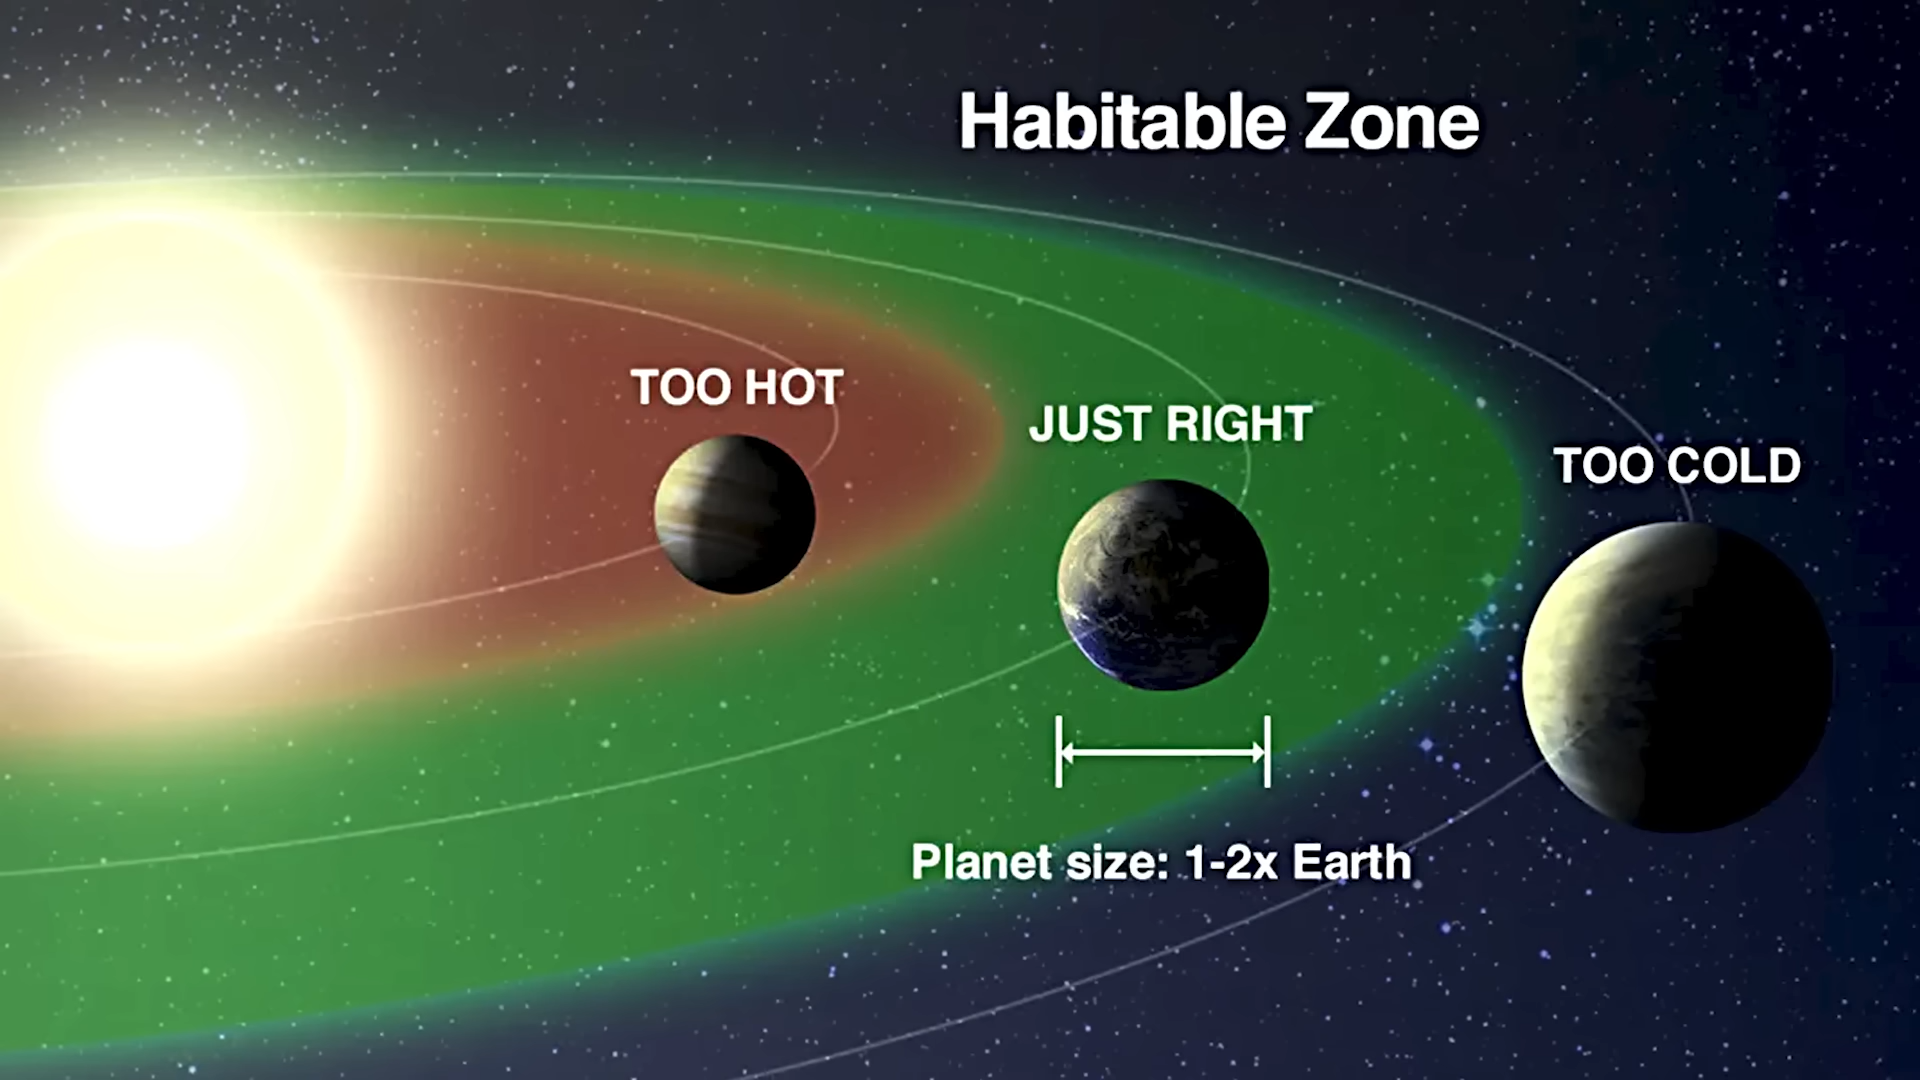 Habitable Zone
TOO HOT
JUST RIGHT
TOO COLD
Planet size: 1-2x Earth